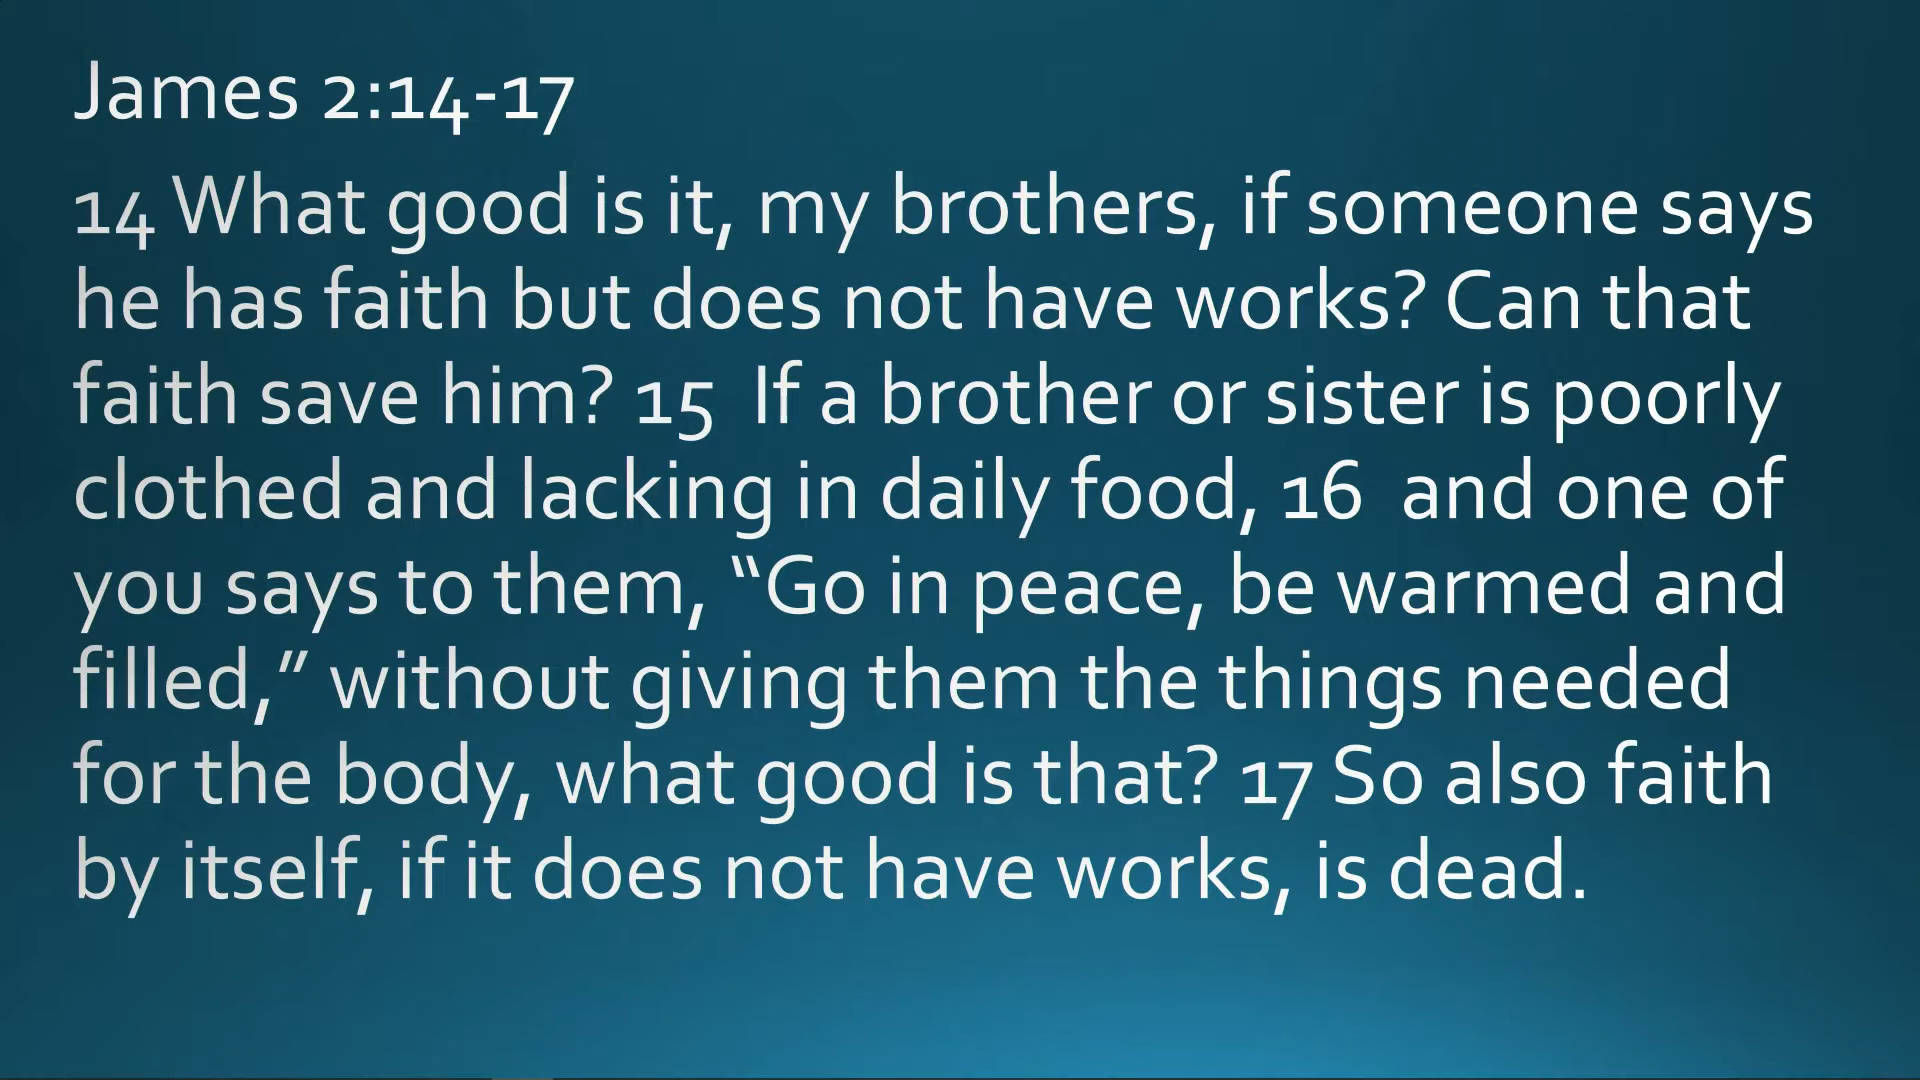 James 2:14-17
14 What good is it, my brothers, if someone says
he has faith but does not have works? Can that
faith save him? 15  If a brother or sister is poorly
clothed and lacking in daily food, 16  and one of
you says to them, “Go in peace, be warmed and
filled,” without giving them the things needed
for the body, what good is that? 17 So also faith
by itself, if it does not have works, is dead.